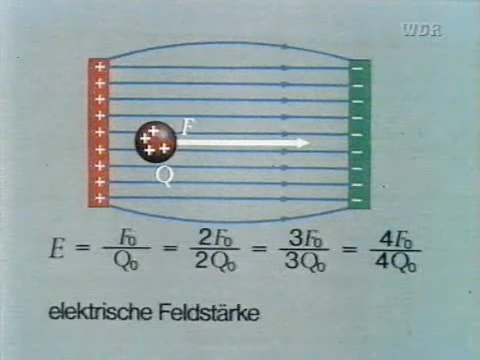 WDR
F
Q
E = F₀/Q₀ = 2F₀/2Q₀ = 3F₀/3Q₀ = 4F₀/4Q₀
elektrische Feldstärke